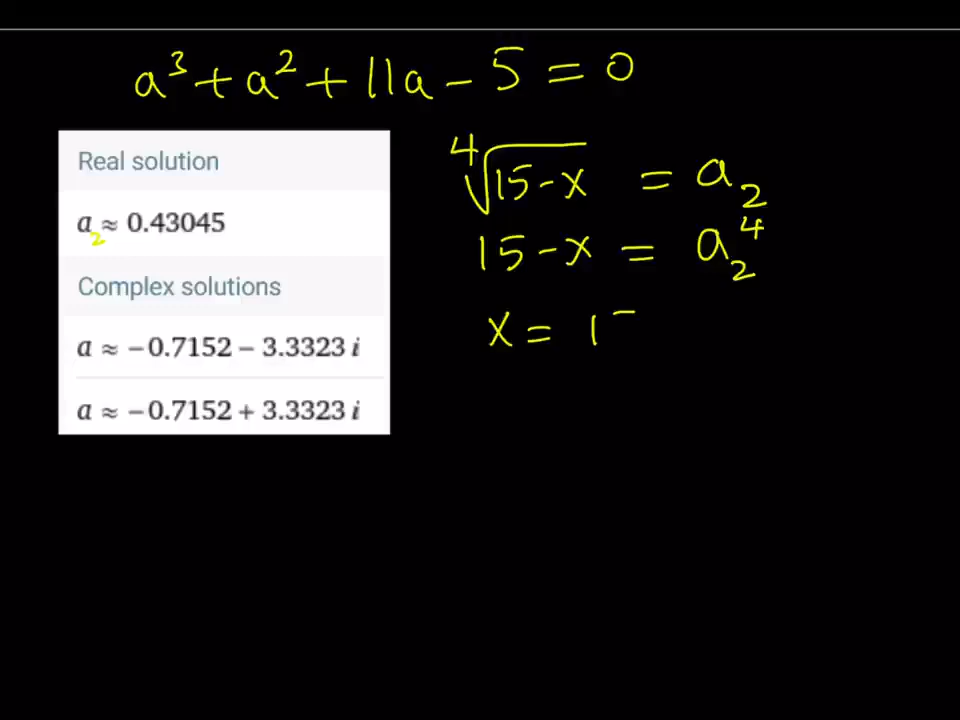 a³ + a² + 11a − 5 = 0
Real solution
a₂ ≈ 0.43045
Complex solutions
a ≈ −0.7152 − 3.3323 i
a ≈ −0.7152 + 3.3323 i
⁴√(15−x) = a₂
15−x = a₂⁴
x = 1